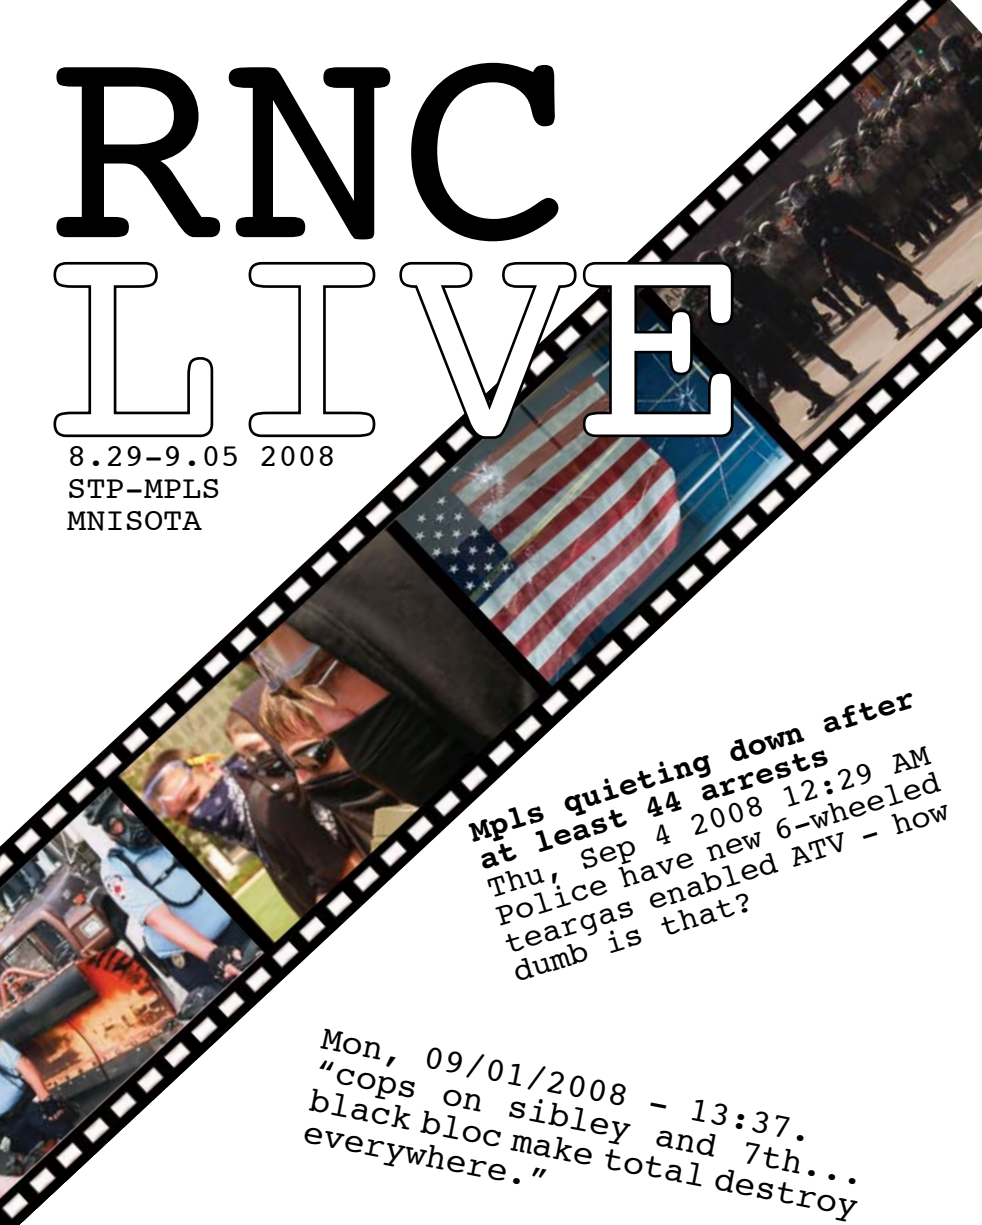 RNC
LIVE
8.29-9.05 2008
STP-MPLS
MNISOTA
Mpls quieting down after
at least 44 arrests
Thu, Sep 4 2008 12:29 AM
Police have new 6-wheeled
teargas enabled ATV - how
dumb is that?
Mon, 09/01/2008 - 13:37.
“cops on sibley and 7th...
black bloc make total destroy
everywhere.”